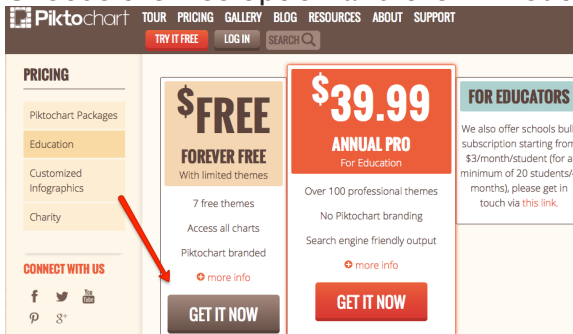 Piktochart TOUR PRICING GALLERY BLOG RESOURCES ABOUT SUPPORT
TRY IT FREE LOG IN SEARCH
PRICING
Piktochart Packages
Education
Customized
Infographics
Charity
CONNECT WITH US
f You Tube
g+
$FREE
FOREVER FREE
With limited themes
7 free themes
Access all charts
Piktochart branded
more info
GET IT NOW
$39.99
ANNUAL PRO
For Education
Over 100 professional themes
No Piktochart branding
Search engine friendly output
more info
GET IT NOW
FOR EDUCATORS
We also offer schools bul
subscription starting from
$3/month/student (for a
minimum of 20 students/
months), please get in
touch via this link.